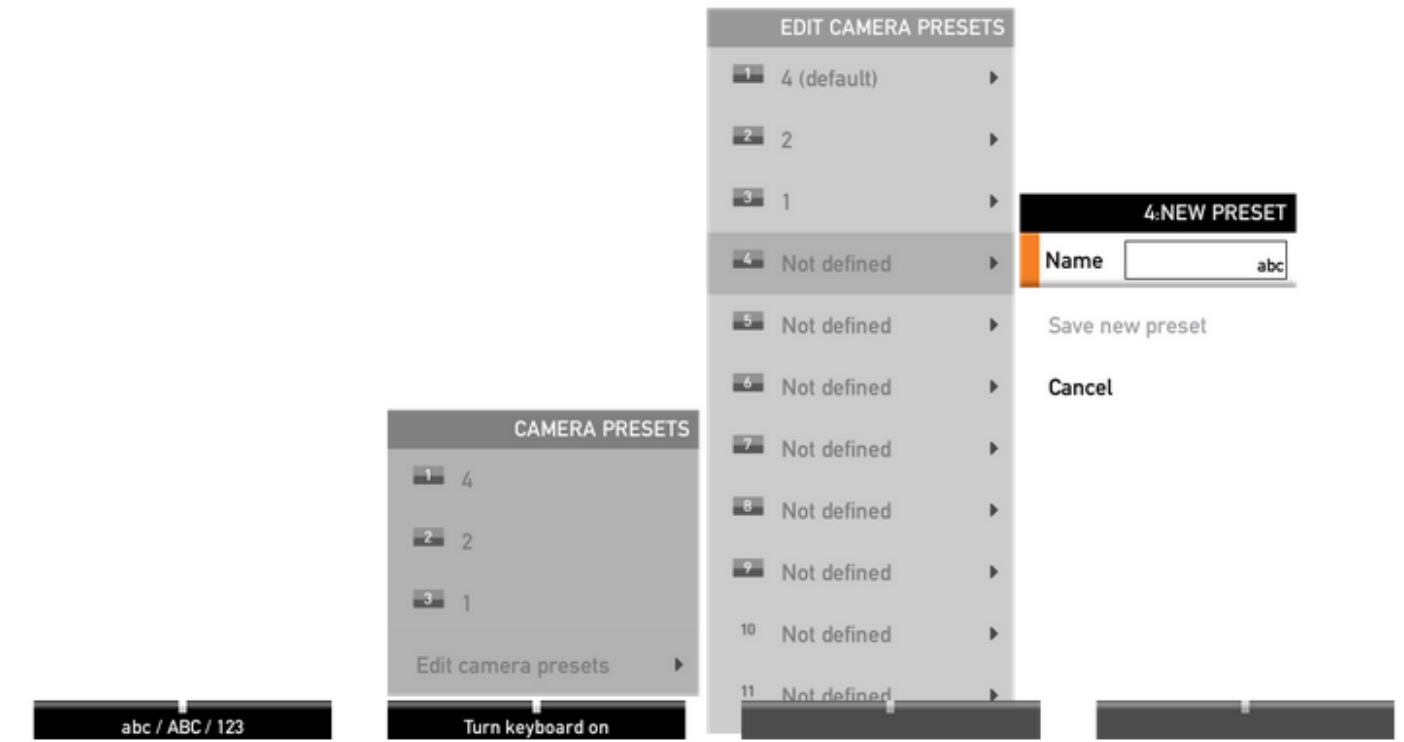 EDIT CAMERA PRESETS
1 4 (default)
2 2
3 1
4 Not defined
5 Not defined
6 Not defined
7 Not defined
8 Not defined
9 Not defined
10 Not defined
11 Not defined
4:NEW PRESET
Name abc
Save new preset
Cancel
CAMERA PRESETS
1 4
2 2
3 1
Edit camera presets
abc / ABC / 123
Turn keyboard on